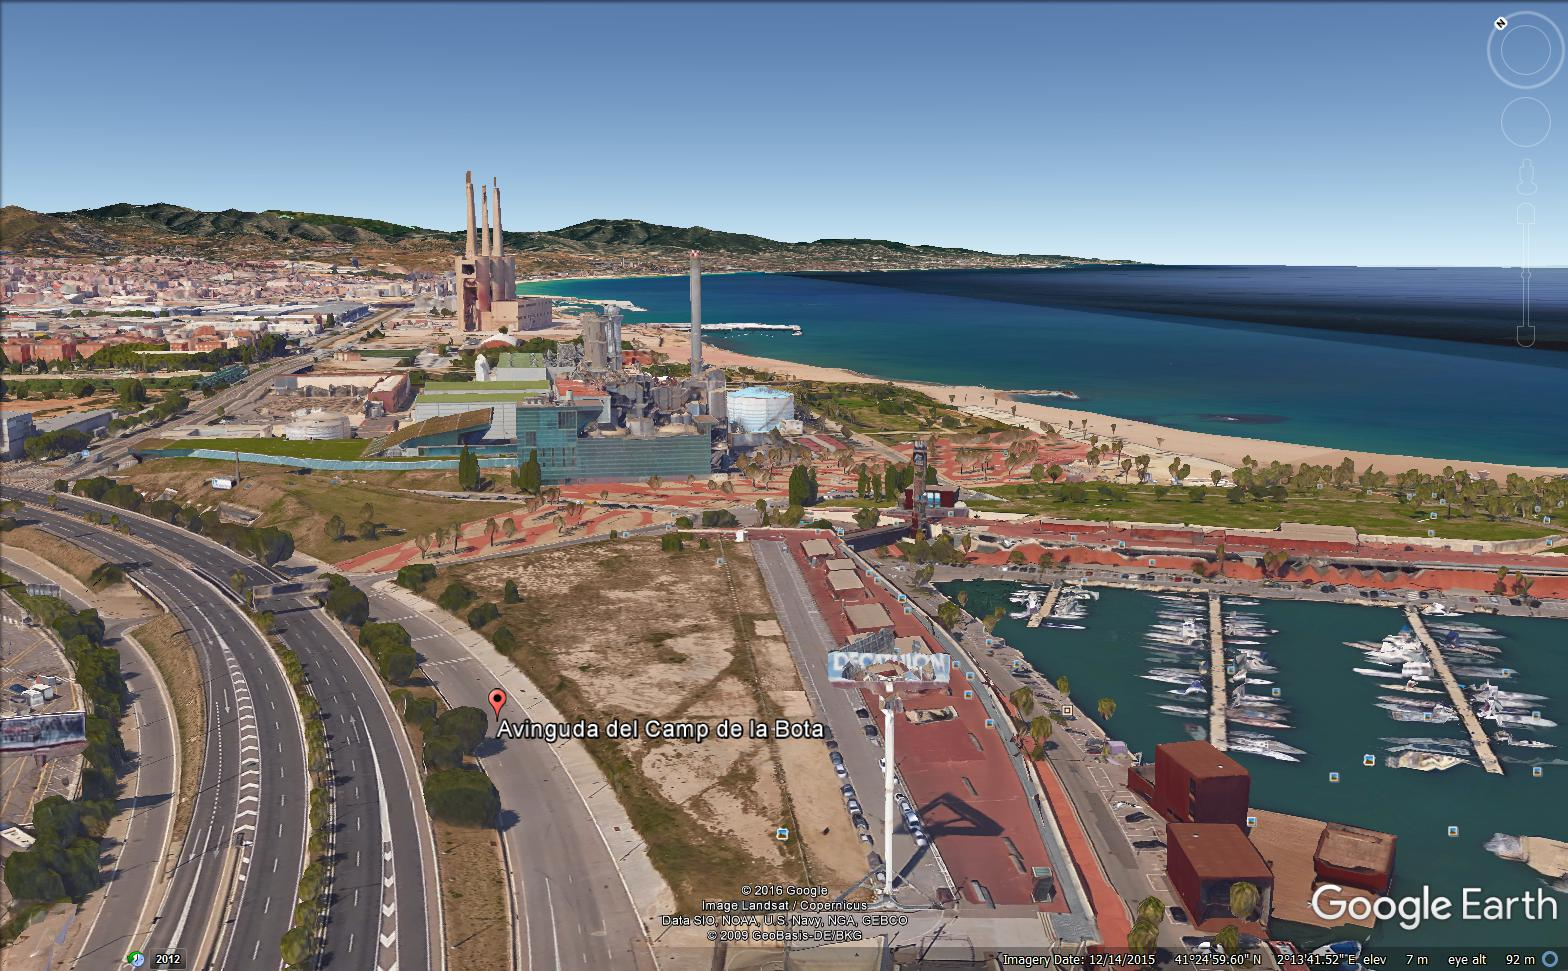 N
DECATHLON
Avinguda del Camp de la Bota
© 2016 Google
Image Landsat / Copernicus
Data SIO, NOAA, U.S. Navy, NGA, GEBCO
© 2009 GeoBasis-DE/BKG
Google Earth
2012
Imagery Date: 12/14/2015 41°24'59.60" N 2°13'41.52" E elev 7 m eye alt 92 m